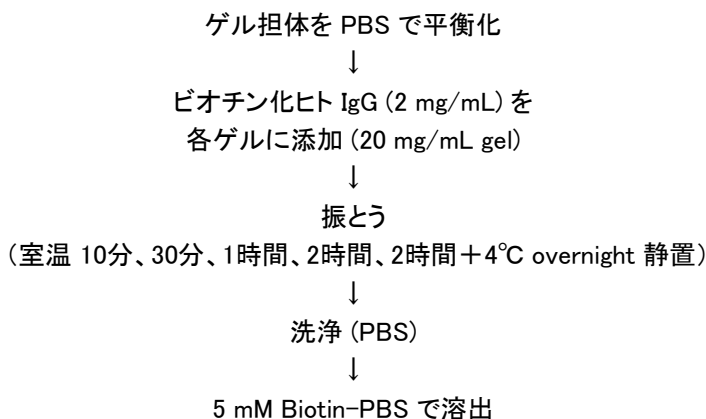 ゲル担体を PBS で平衡化
↓
ビオチン化ヒト IgG (2 mg/mL) を
各ゲルに添加 (20 mg/mL gel)
↓
振とう
(室温 10分、30分、1時間、2時間、2時間+4℃ overnight 静置)
↓
洗浄 (PBS)
↓
5 mM Biotin-PBS で溶出